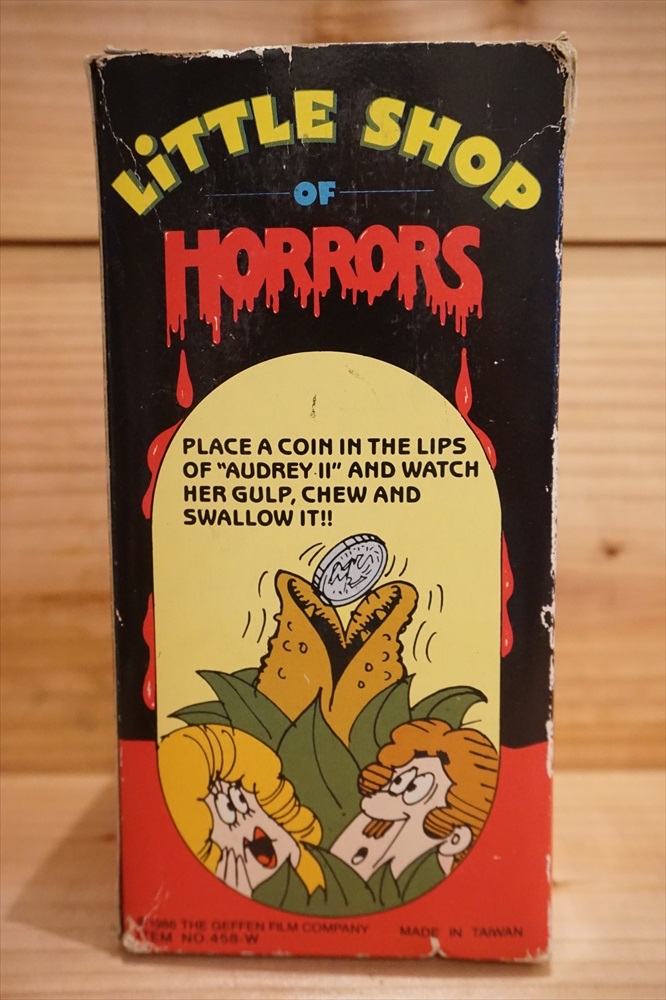 LiTTLE SHOP
OF
HORRORS
PLACE A COIN IN THE LIPS
OF "AUDREY II" AND WATCH
HER GULP, CHEW AND
SWALLOW IT!!
1986 THE GEFFEN FILM COMPANY
MADE IN TAIWAN
ITEM NO.458-W